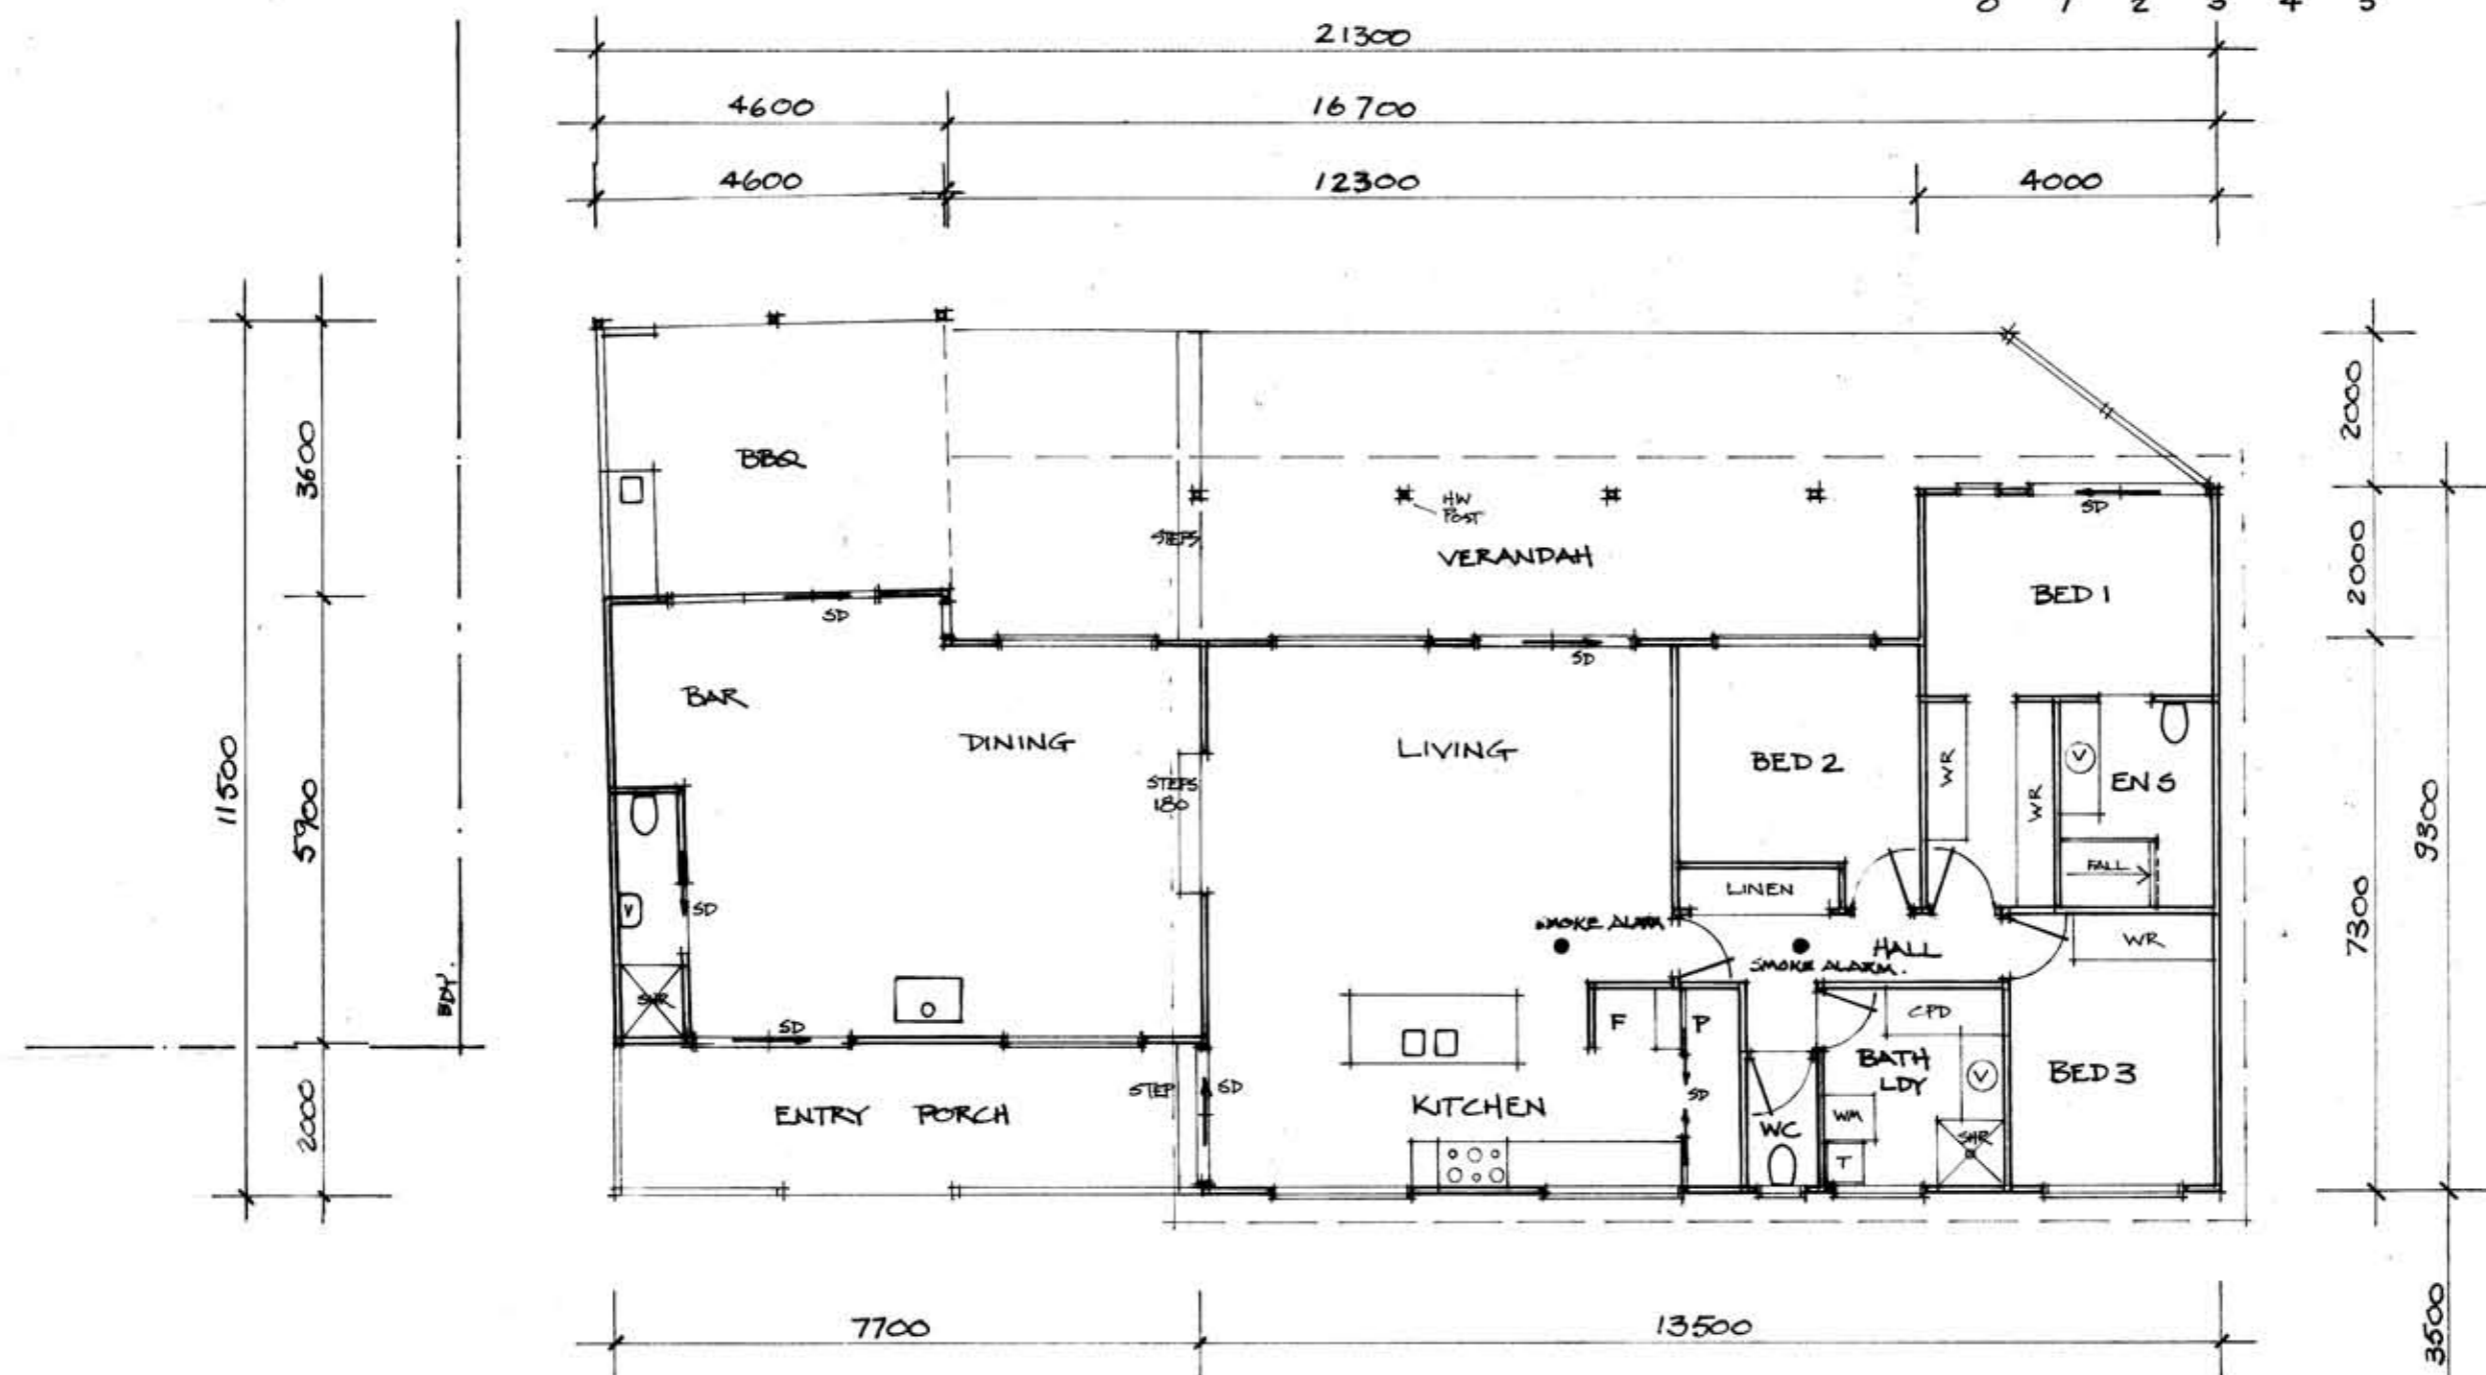 0 1 2 3 4 5
21300
4600 16700
4600 12300 4000
11500
3600
5900
2000
BDY.
BBQ
STEPS
HW
POST
VERANDAH
SD
SD
SD
BED 1
2000
2000
7300
9300
3500
BAR
DINING
STEPS
180
LIVING
BED 2
WR
WR
V
ENS
FALL
LINEN
V
SD
SHR
SD
SMOKE ALARM
HALL
SMOKE ALARM.
WR
F
P
CPD
BATH
LDY
V
BED 3
ENTRY PORCH
STEP
SD
KITCHEN
SD
WC
WM
T
SHR
7700
13500